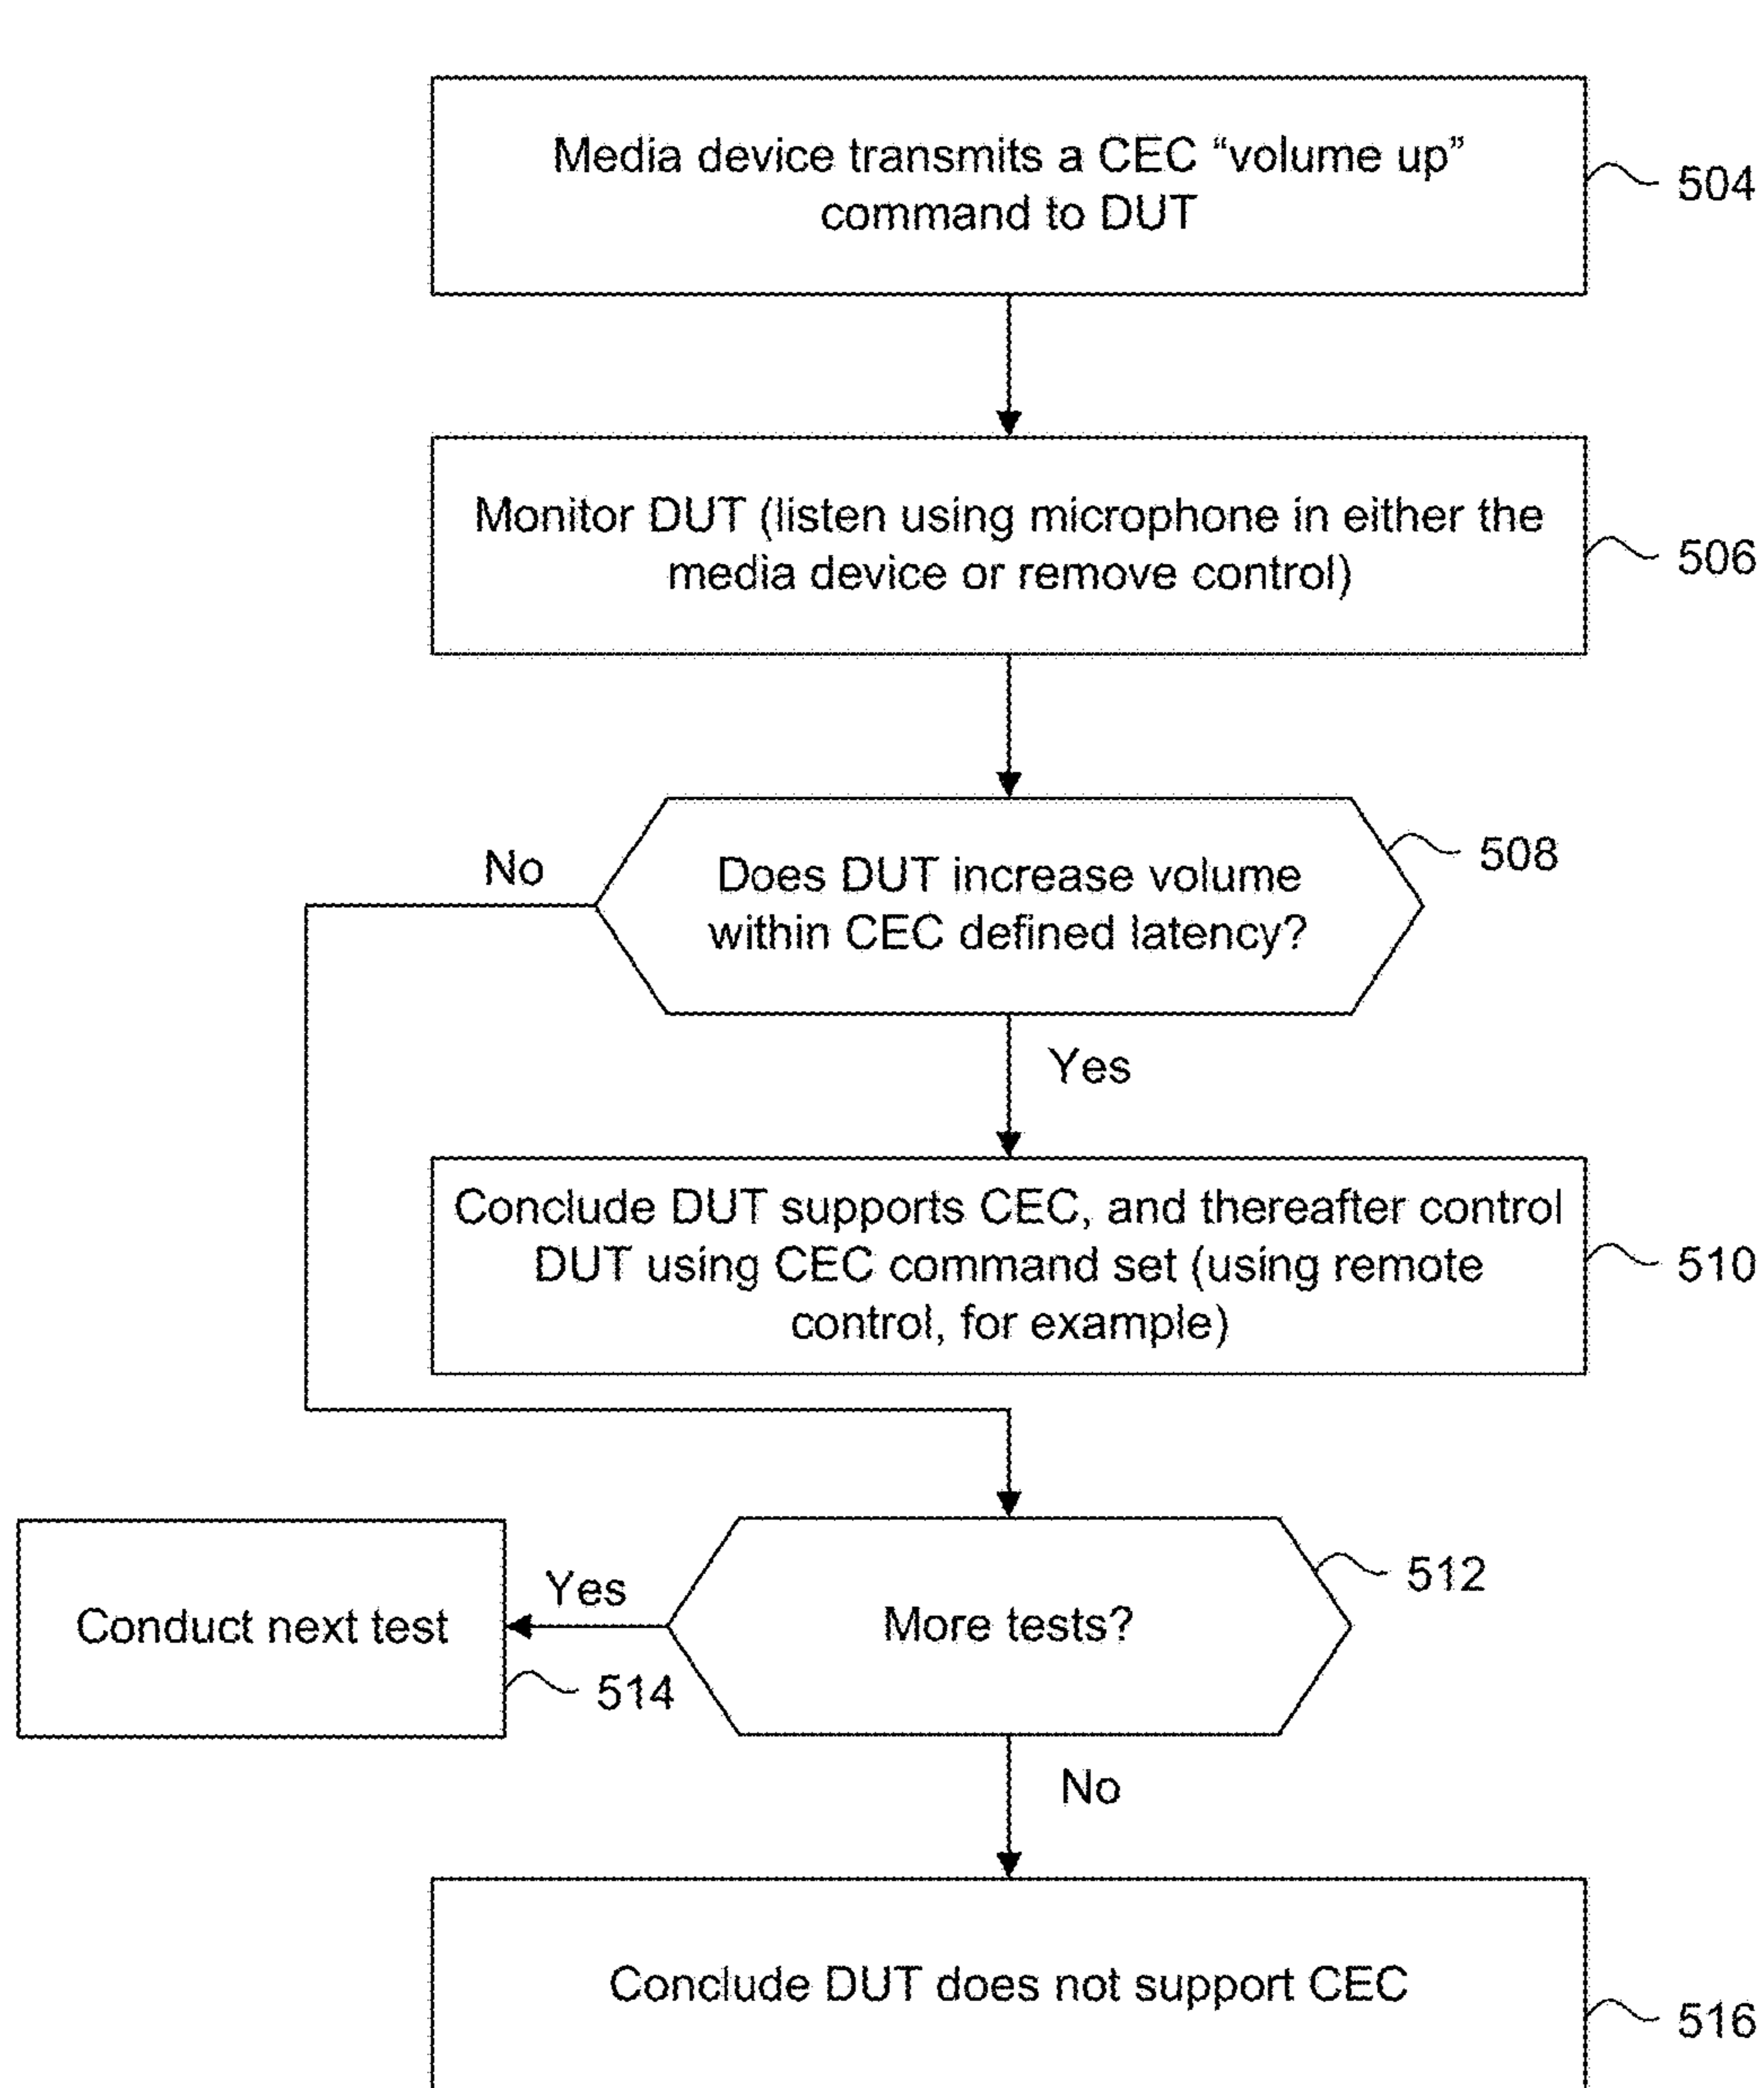 Media device transmits a CEC “volume up”
command to DUT
504
Monitor DUT (listen using microphone in either the
media device or remove control)
506
No
Does DUT increase volume
within CEC defined latency?
508
Yes
Conclude DUT supports CEC, and thereafter control
DUT using CEC command set (using remote
control, for example)
510
Conduct next test
514
Yes
More tests?
512
No
Conclude DUT does not support CEC
516